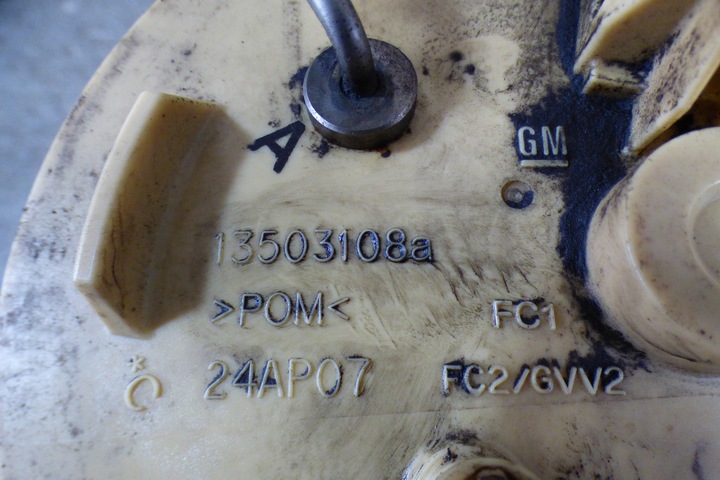 A
GM
13503108a
>POM<
FC1
24AP07
FC2/GVV2